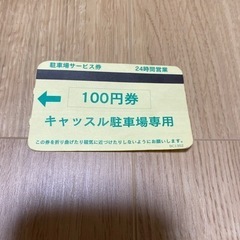 駐車場サービス券 24時間営業
100円券
キャッスル駐車場専用
この券を折り曲げたり磁気に近づけたりしないようにお願いします。